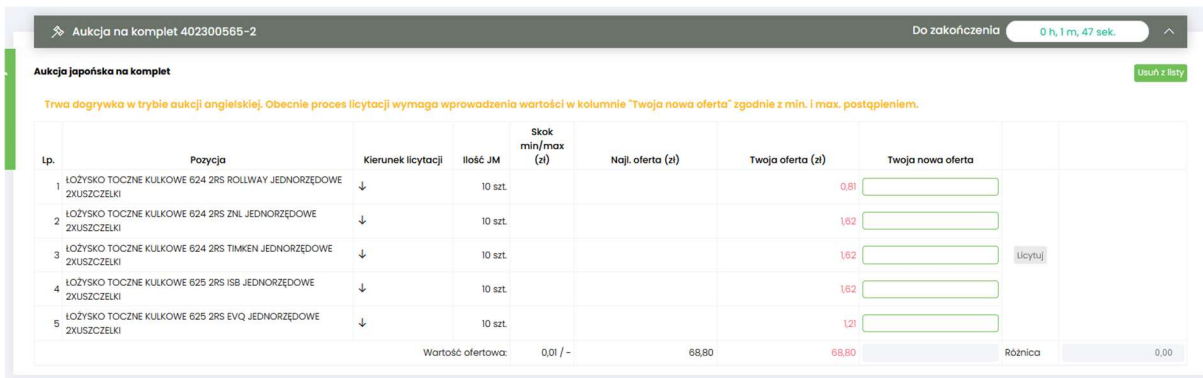 Aukcja na komplet 402300565-2
Do zakończenia
0 h, 1 m, 47 sek.
Aukcja japońska na komplet
Usuń z listy
Trwa dogrywka w trybie aukcji angielskiej. Obecnie proces licytacji wymaga wprowadzenia wartości w kolumnie "Twoja nowa oferta" zgodnie z min. i max. postąpieniem.
Lp. Pozycja Kierunek licytacji Ilość JM Skok min/max (zł) Najl. oferta (zł) Twoja oferta (zł) Twoja nowa oferta
1 ŁOŻYSKO TOCZNE KULKOWE 624 2RS ROLLWAY JEDNORZĘDOWE ↓ 10 szt. 0,81
2XUSZCZELKI
2 ŁOŻYSKO TOCZNE KULKOWE 624 2RS ZNL JEDNORZĘDOWE ↓ 10 szt. 1,62
2XUSZCZELKI
3 ŁOŻYSKO TOCZNE KULKOWE 624 2RS TIMKEN JEDNORZĘDOWE ↓ 10 szt. 1,62 Licytuj
2XUSZCZELKI
4 ŁOŻYSKO TOCZNE KULKOWE 625 2RS ISB JEDNORZĘDOWE ↓ 10 szt. 1,62
2XUSZCZELKI
5 ŁOŻYSKO TOCZNE KULKOWE 625 2RS EVQ JEDNORZĘDOWE ↓ 10 szt. 1,21
2XUSZCZELKI
Wartość ofertowa: 0,01 / - 68,80 68,80 Różnica 0,00